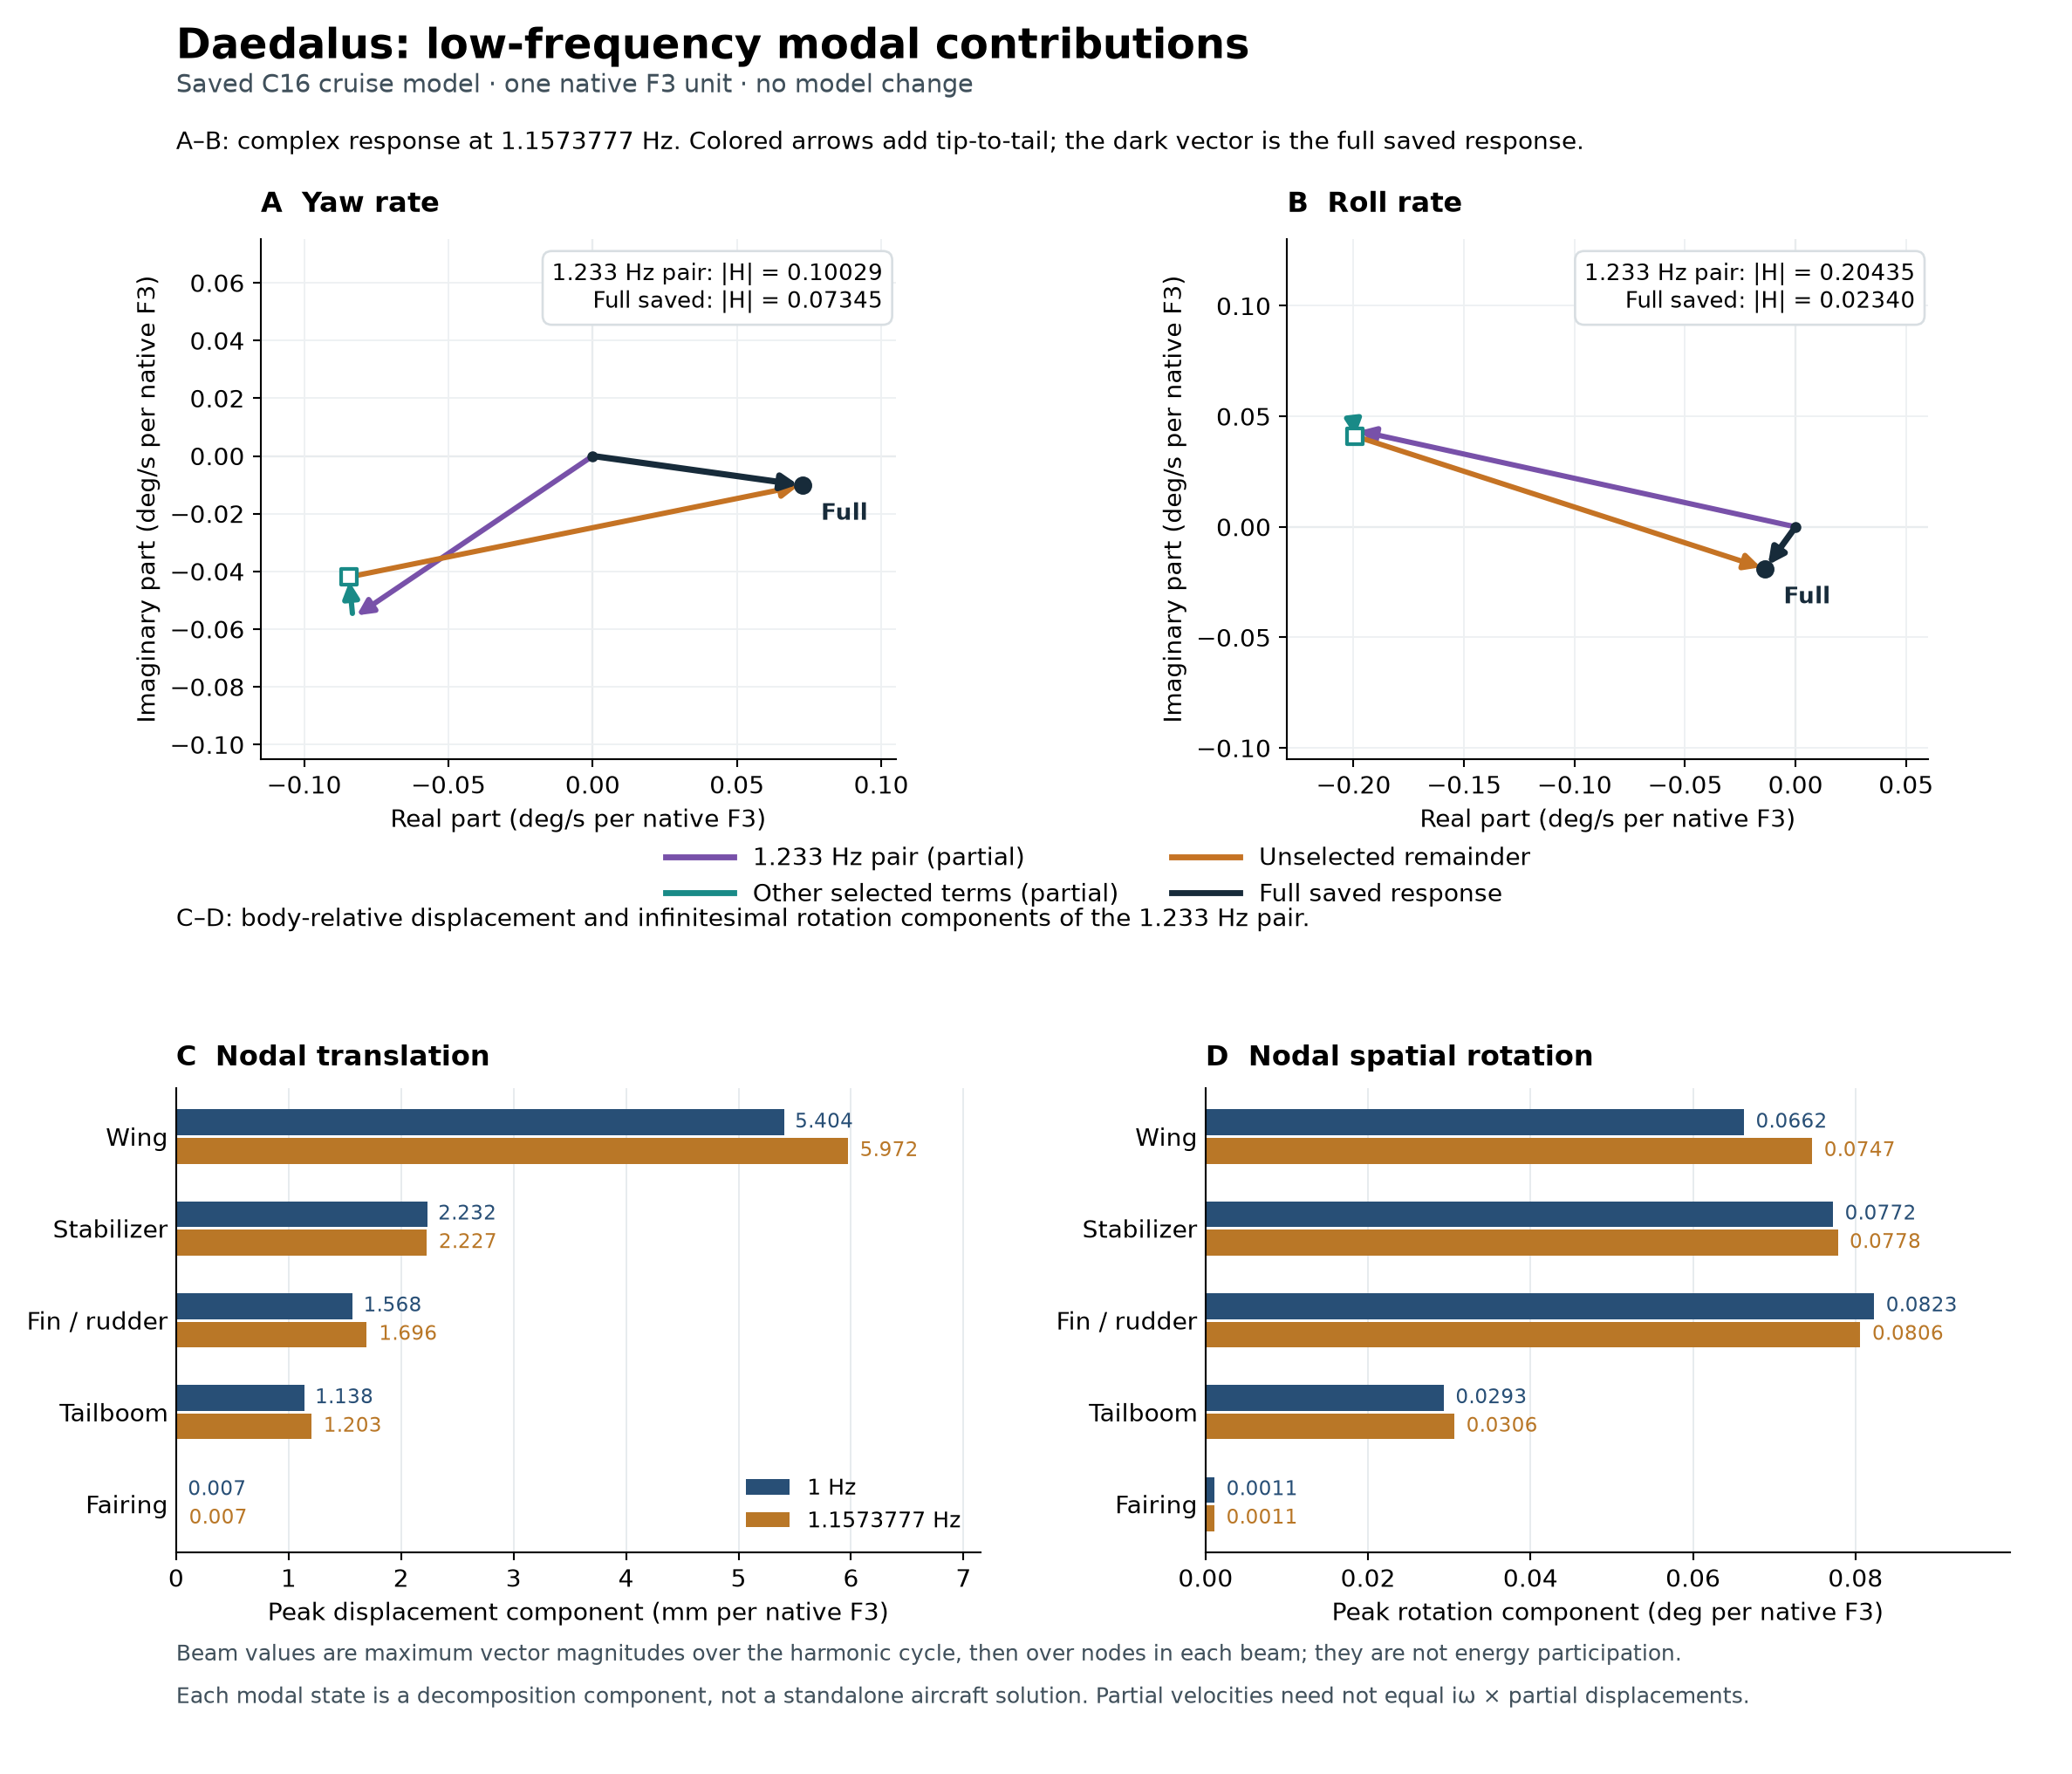 Daedalus: low-frequency modal contributions
Saved C16 cruise model · one native F3 unit · no model change
A–B: complex response at 1.1573777 Hz. Colored arrows add tip-to-tail; the dark vector is the full saved response.
A Yaw rate
1.233 Hz pair: |H| = 0.10029
Full saved: |H| = 0.07345
Imaginary part (deg/s per native F3)
0.06
0.04
0.02
0.00
−0.02
−0.04
−0.06
−0.08
−0.10
Full
−0.10 −0.05 0.00 0.05 0.10
Real part (deg/s per native F3)
B Roll rate
1.233 Hz pair: |H| = 0.20435
Full saved: |H| = 0.02340
Imaginary part (deg/s per native F3)
0.10
0.05
0.00
−0.05
−0.10
Full
−0.20 −0.15 −0.10 −0.05 0.00 0.05
Real part (deg/s per native F3)
1.233 Hz pair (partial)
Other selected terms (partial)
Unselected remainder
Full saved response
C–D: body-relative displacement and infinitesimal rotation components of the 1.233 Hz pair.
C Nodal translation
Wing
5.404
5.972
Stabilizer
2.232
2.227
Fin / rudder
1.568
1.696
Tailboom
1.138
1.203
Fairing
0.007
0.007
1 Hz
1.1573777 Hz
0 1 2 3 4 5 6 7
Peak displacement component (mm per native F3)
D Nodal spatial rotation
Wing
0.0662
0.0747
Stabilizer
0.0772
0.0778
Fin / rudder
0.0823
0.0806
Tailboom
0.0293
0.0306
Fairing
0.0011
0.0011
0.00 0.02 0.04 0.06 0.08
Peak rotation component (deg per native F3)
Beam values are maximum vector magnitudes over the harmonic cycle, then over nodes in each beam; they are not energy participation.
Each modal state is a decomposition component, not a standalone aircraft solution. Partial velocities need not equal iω × partial displacements.